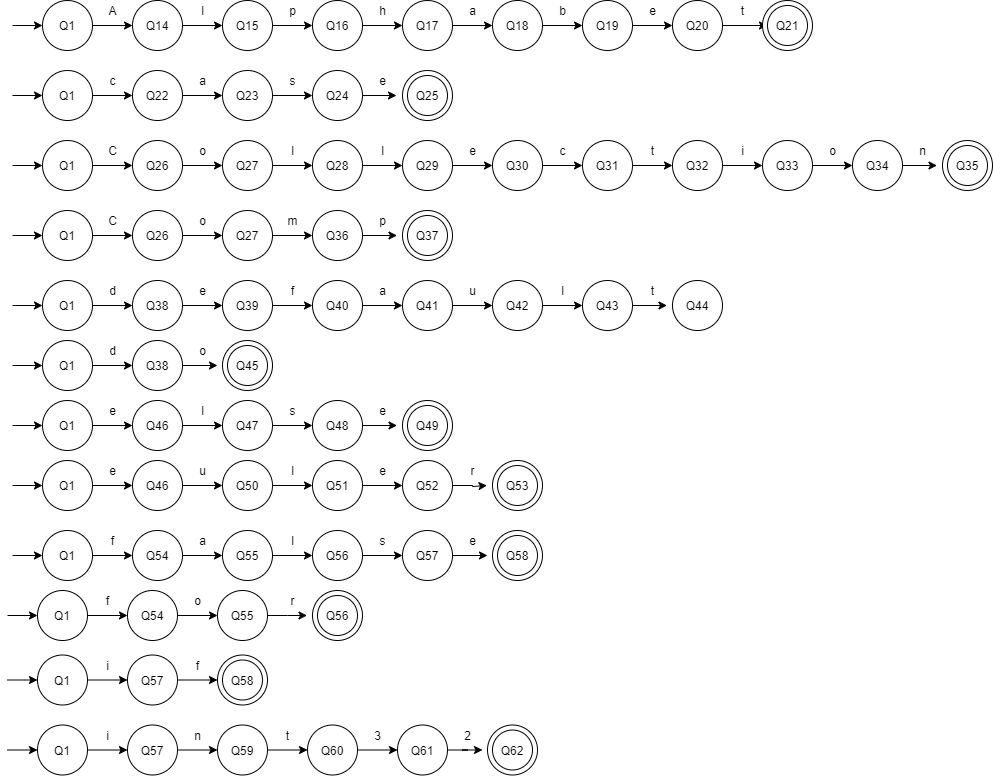 Q1 A Q14 l Q15 p Q16 h Q17 a Q18 b Q19 e Q20 t Q21
Q1 c Q22 a Q23 s Q24 e Q25
Q1 C Q26 o Q27 l Q28 l Q29 e Q30 c Q31 t Q32 i Q33 o Q34 n Q35
Q1 C Q26 o Q27 m Q36 p Q37
Q1 d Q38 e Q39 f Q40 a Q41 u Q42 l Q43 t Q44
Q1 d Q38 o Q45
Q1 e Q46 l Q47 s Q48 e Q49
Q1 e Q46 u Q50 l Q51 e Q52 r Q53
Q1 f Q54 a Q55 l Q56 s Q57 e Q58
Q1 f Q54 o Q55 r Q56
Q1 i Q57 f Q58
Q1 i Q57 n Q59 t Q60 3 Q61 2 Q62